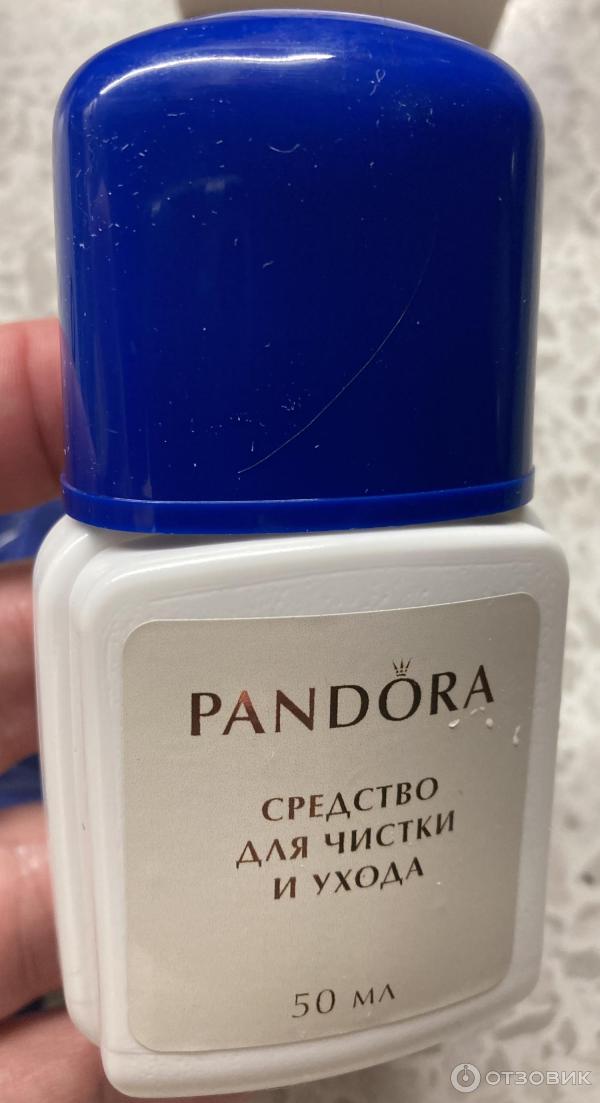 PANDORA
СРЕДСТВО
ДЛЯ ЧИСТКИ
И УХОДА
50 МЛ
ОТЗОВИК